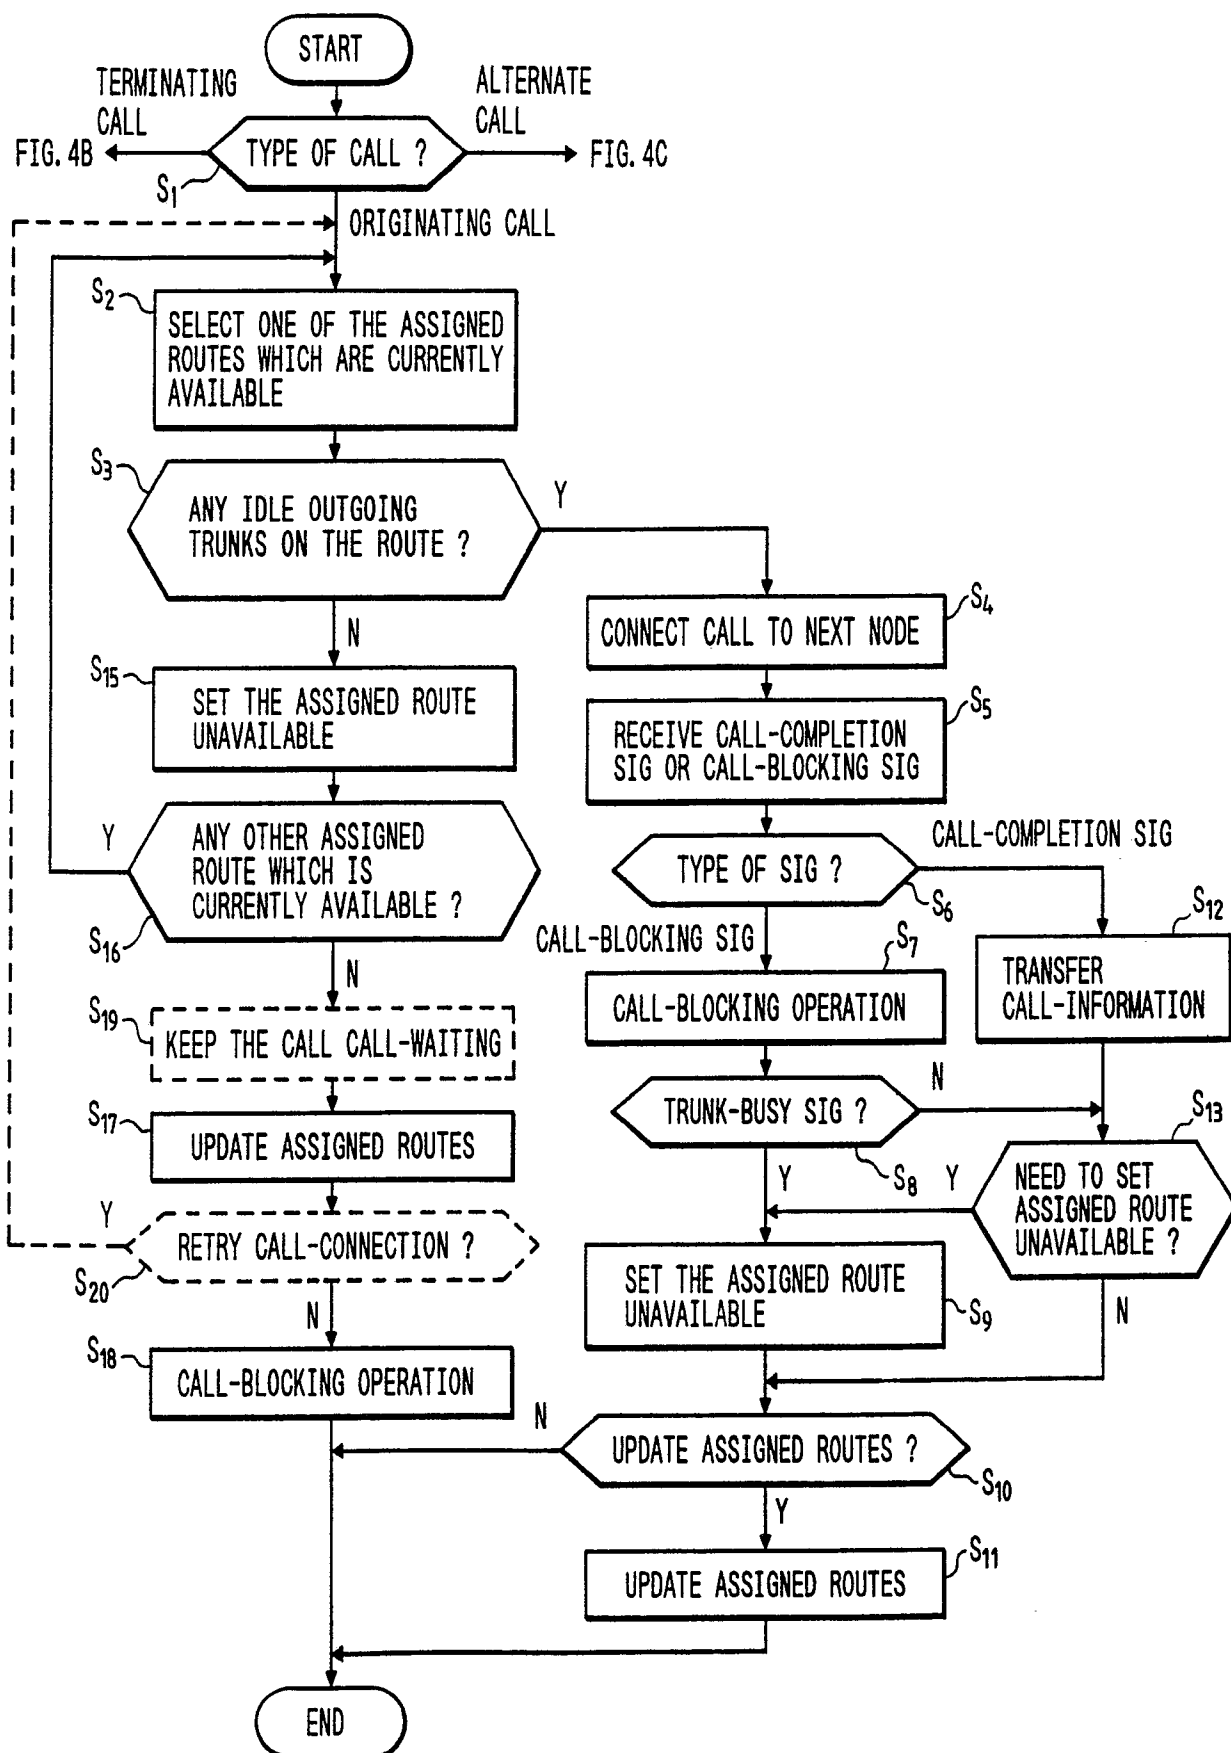 START
TERMINATING
CALL
ALTERNATE
CALL
FIG. 4B
TYPE OF CALL ?
FIG. 4C
S1
ORIGINATING CALL
S2
SELECT ONE OF THE ASSIGNED
ROUTES WHICH ARE CURRENTLY
AVAILABLE
S3
ANY IDLE OUTGOING
TRUNKS ON THE ROUTE ?
Y
N
S4
CONNECT CALL TO NEXT NODE
S15
SET THE ASSIGNED ROUTE
UNAVAILABLE
S5
RECEIVE CALL-COMPLETION
SIG OR CALL-BLOCKING SIG
Y
ANY OTHER ASSIGNED
ROUTE WHICH IS
CURRENTLY AVAILABLE ?
S16
N
TYPE OF SIG ?
CALL-COMPLETION SIG
S6
CALL-BLOCKING SIG
S7
CALL-BLOCKING OPERATION
S12
TRANSFER
CALL-INFORMATION
S19
KEEP THE CALL CALL-WAITING
S17
UPDATE ASSIGNED ROUTES
TRUNK-BUSY SIG ?
N
S8
Y
S13
Y
NEED TO SET
ASSIGNED ROUTE
UNAVAILABLE ?
N
Y
RETRY CALL-CONNECTION ?
S20
N
SET THE ASSIGNED ROUTE
UNAVAILABLE
S9
S18
CALL-BLOCKING OPERATION
N
UPDATE ASSIGNED ROUTES ?
S10
Y
S11
UPDATE ASSIGNED ROUTES
END